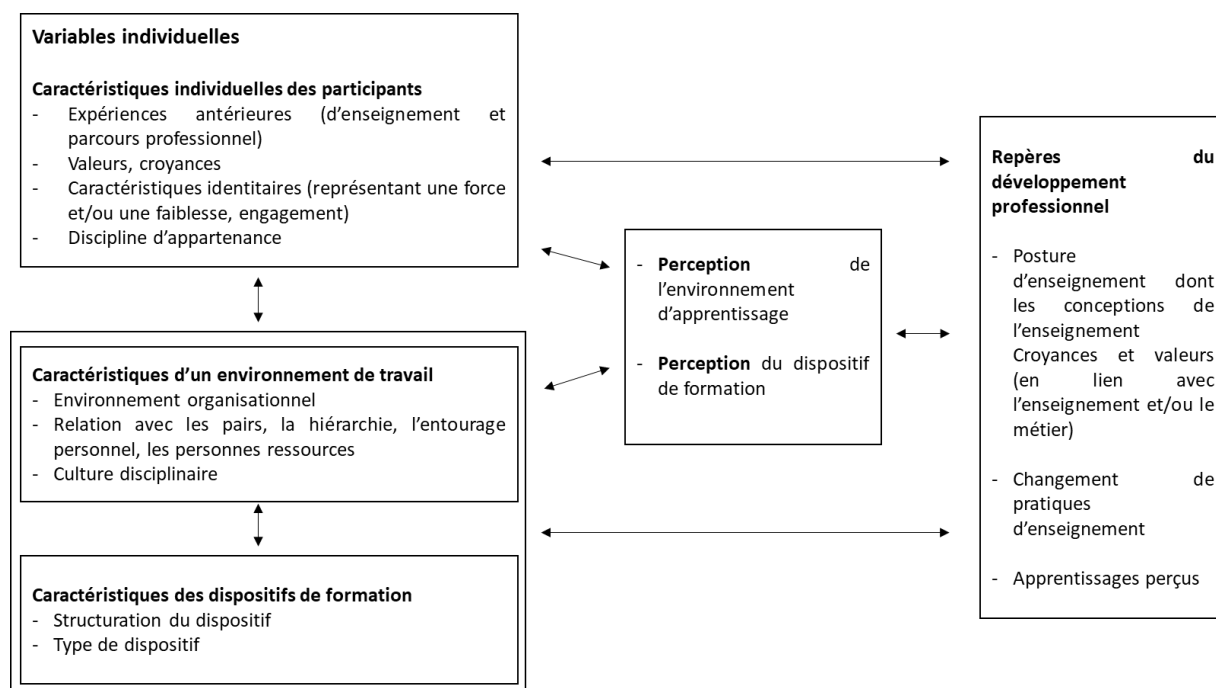 Variables individuelles
Caractéristiques individuelles des participants
- Expériences antérieures (d'enseignement et
parcours professionnel)
- Valeurs, croyances
- Caractéristiques identitaires (représentant une force
et/ou une faiblesse, engagement)
- Discipline d'appartenance
Caractéristiques d'un environnement de travail
- Environnement organisationnel
- Relation avec les pairs, la hiérarchie, l'entourage
personnel, les personnes ressources
- Culture disciplinaire
Caractéristiques des dispositifs de formation
- Structuration du dispositif
- Type de dispositif
- Perception de
l'environnement
d'apprentissage
- Perception du dispositif
de formation
Repères du
développement
professionnel
- Posture
d'enseignement dont
les conceptions de
l'enseignement
Croyances et valeurs
(en lien avec
l'enseignement et/ou le
métier)
- Changement de
pratiques
d'enseignement
- Apprentissages perçus